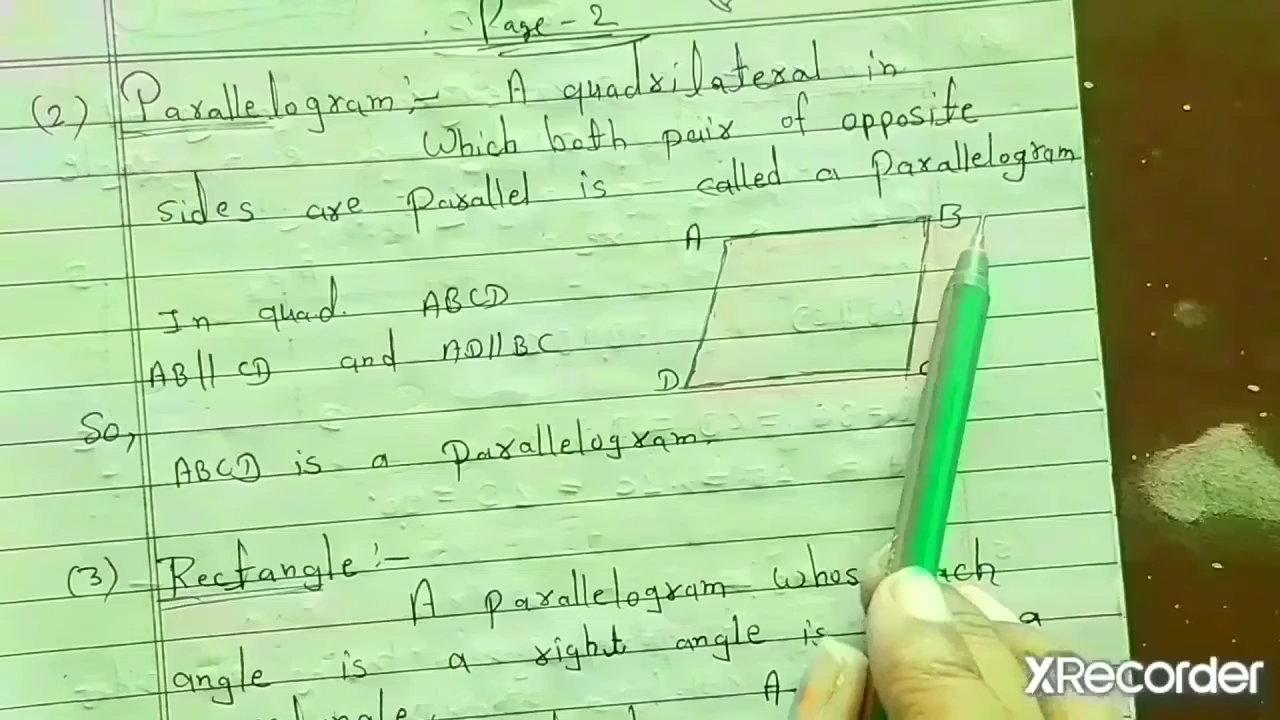 Page - 2
(2) Parallelogram :- A quadrilateral in
Which both pair of opposite
sides are parallel is called a parallelogram
A B
In quad. ABCD
AB || CD and AD || BC
D C
So,
ABCD is a parallelogram.
(3) Rectangle :-
A parallelogram whos each
angle is a right angle is a
A
XRecorder